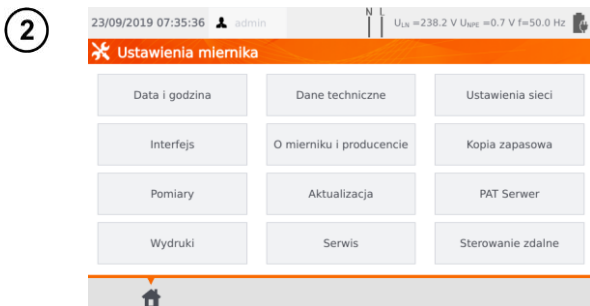 2
23/09/2019 07:35:36 admin N L U_LN =238.2 V U_NPE =0.7 V f=50.0 Hz
Ustawienia miernika
Data i godzina Dane techniczne Ustawienia sieci
Interfejs O mierniku i producencie Kopia zapasowa
Pomiary Aktualizacja PAT Serwer
Wydruki Serwis Sterowanie zdalne